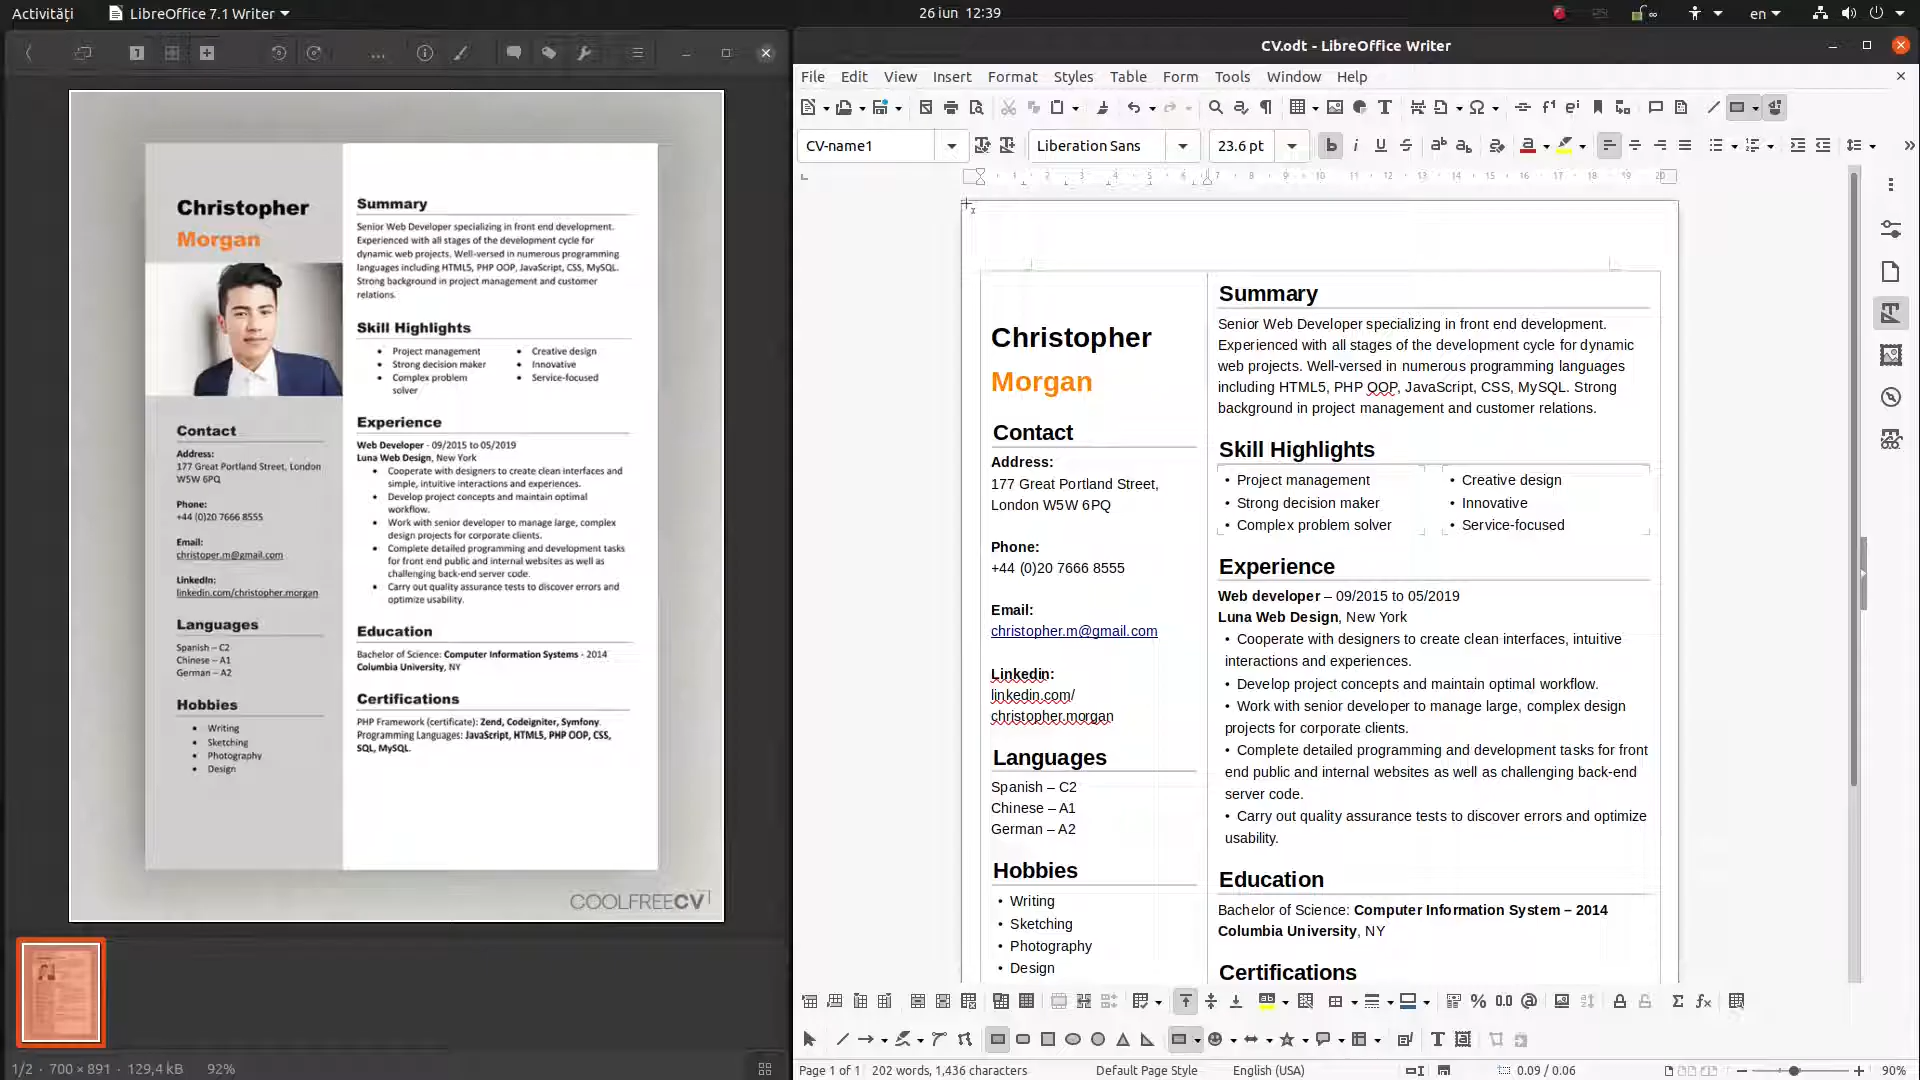 Activități
LibreOffice 7.1 Writer
26 iun 12:39
en
CV.odt - LibreOffice Writer
File Edit View Insert Format Styles Table Form Tools Window Help
CV-name1
Liberation Sans
23.6 pt
Christopher
Morgan
Contact
Address:
177 Great Portland Street, London
W5W 6PQ
Phone:
+44 (0)20 7666 8555
Email:
christoper.m@gmail.com
LinkedIn:
linkedin.com/christopher.morgan
Languages
Spanish – C2
Chinese – A1
German – A2
Hobbies
• Writing
• Sketching
• Photography
• Design
Summary
Senior Web Developer specializing in front end development.
Experienced with all stages of the development cycle for
dynamic web projects. Well-versed in numerous programming
languages including HTML5, PHP OOP, JavaScript, CSS, MySQL.
Strong background in project management and customer
relations.
Skill Highlights
• Project management
• Strong decision maker
• Complex problem
solver
• Creative design
• Innovative
• Service-focused
Experience
Web Developer - 09/2015 to 05/2019
Luna Web Design, New York
• Cooperate with designers to create clean interfaces and
simple, intuitive interactions and experiences.
• Develop project concepts and maintain optimal
workflow.
• Work with senior developer to manage large, complex
design projects for corporate clients.
• Complete detailed programming and development tasks
for front end public and internal websites as well as
challenging back-end server code.
• Carry out quality assurance tests to discover errors and
optimize usability.
Education
Bachelor of Science: Computer Information Systems - 2014
Columbia University, NY
Certifications
PHP Framework (certificate): Zend, Codeigniter, Symfony.
Programming Languages: JavaScript, HTML5, PHP OOP, CSS,
SQL, MySQL.
COOLFREECV
1/2 · 700 × 891 · 129,4 kB 92%
1 2 3 4 5 6 7 8 9 10 11 12 13 14 15 16 17 18 19 20
Christopher
Morgan
Contact
Address:
177 Great Portland Street,
London W5W 6PQ
Phone:
+44 (0)20 7666 8555
Email:
christopher.m@gmail.com
Linkedin:
linkedin.com/
christopher.morgan
Languages
Spanish – C2
Chinese – A1
German – A2
Hobbies
• Writing
• Sketching
• Photography
• Design
Summary
Senior Web Developer specializing in front end development.
Experienced with all stages of the development cycle for dynamic
web projects. Well-versed in numerous programming languages
including HTML5, PHP OOP, JavaScript, CSS, MySQL. Strong
background in project management and customer relations.
Skill Highlights
• Project management
• Strong decision maker
• Complex problem solver
• Creative design
• Innovative
• Service-focused
Experience
Web developer – 09/2015 to 05/2019
Luna Web Design, New York
• Cooperate with designers to create clean interfaces, intuitive
interactions and experiences.
• Develop project concepts and maintain optimal workflow.
• Work with senior developer to manage large, complex design
projects for corporate clients.
• Complete detailed programming and development tasks for front
end public and internal websites as well as challenging back-end
server code.
• Carry out quality assurance tests to discover errors and optimize
usability.
Education
Bachelor of Science: Computer Information System – 2014
Columbia University, NY
Certifications
Page 1 of 1
202 words, 1,436 characters
Default Page Style
English (USA)
0.09 / 0.06
90%